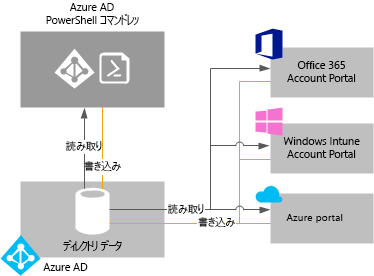 Azure AD
PowerShell コマンドレッ
Office 365
Account Portal
読み取り
書き込み
Windows Intune
Account Portal
読み取り
書き込み
Azure portal
ディレクトリ データ
Azure AD